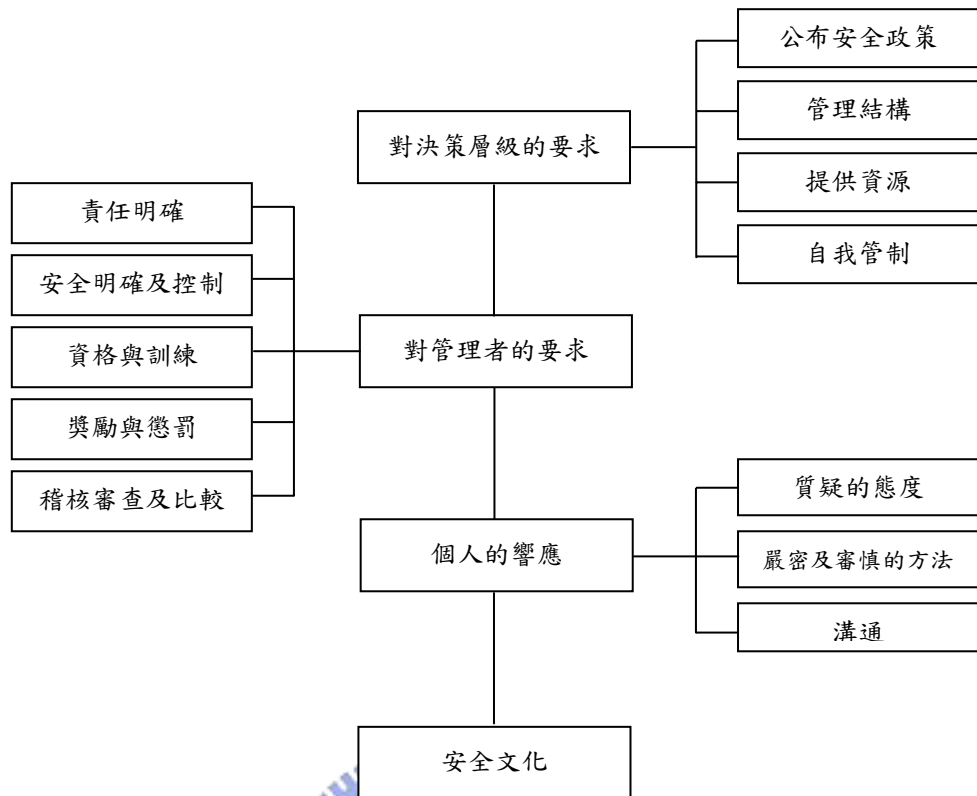 公布安全政策
管理結構
對決策層級的要求
提供資源
自我管制
責任明確
安全明確及控制
資格與訓練
獎勵與懲罰
稽核審查及比較
對管理者的要求
質疑的態度
個人的響應
嚴密及審慎的方法
溝通
安全文化